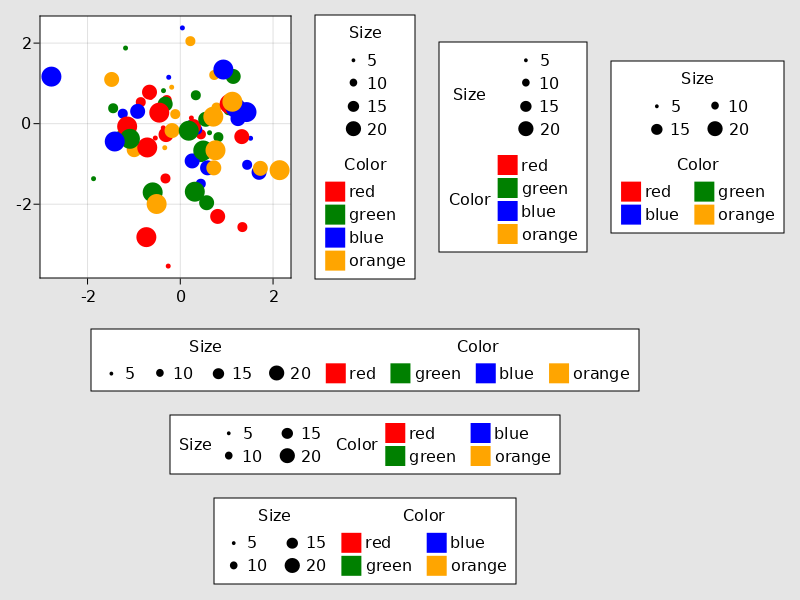 2
0
-2
-2 0 2
Size
5
10
15
20
Color
red
green
blue
orange
Size
5
10
15
20
Color
red
green
blue
orange
Size
5 10
15 20
Color
red green
blue orange
Size Color
5 10 15 20 red green blue orange
Size 5 15 Color red blue
10 20 green orange
Size Color
5 15 red blue
10 20 green orange